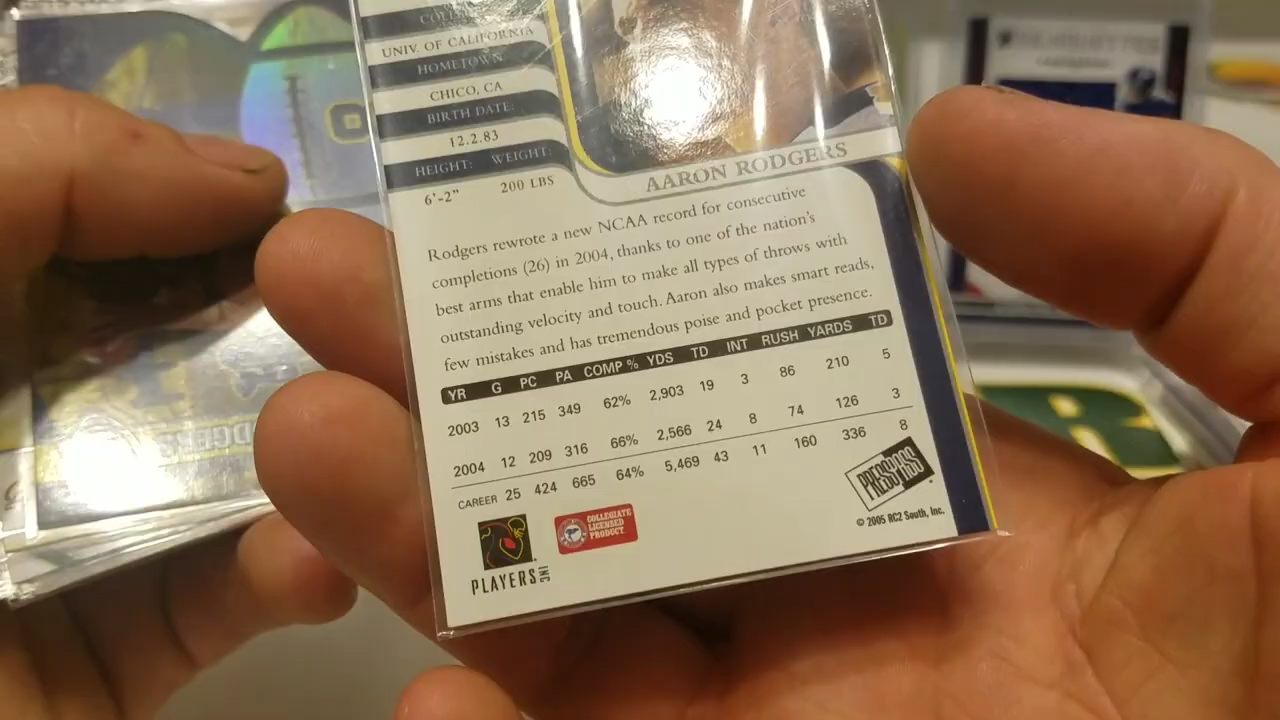 COLLEGE
UNIV. OF CALIFORNIA
HOMETOWN
CHICO, CA
BIRTH DATE:
12.2.83
HEIGHT: WEIGHT:
6'-2" 200 LBS
AARON RODGERS
Rodgers rewrote a new NCAA record for consecutive
completions (26) in 2004, thanks to one of the nation's
best arms that enable him to make all types of throws with
outstanding velocity and touch. Aaron also makes smart reads,
few mistakes and has tremendous poise and pocket presence.
YR G PC PA COMP % YDS TD INT RUSH YARDS TD
2003 13 215 349 62% 2,903 19 3 86 210 5
2004 12 209 316 66% 2,566 24 8 74 126 3
CAREER 25 424 665 64% 5,469 43 11 160 336 8
PLAYERS INC
COLLEGIATE
LICENSED
PRODUCT
PRESS PASS
© 2005 RC2 South, Inc.